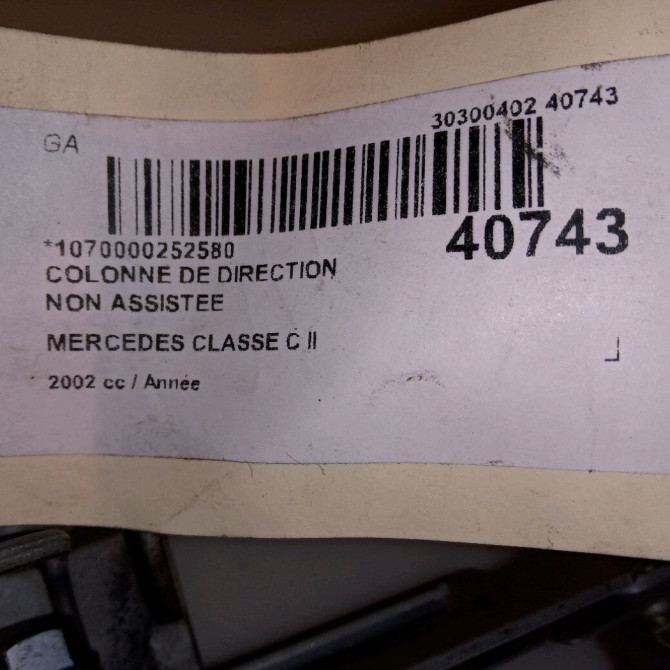 30300402 40743
GA
40743
*1070000252580
COLONNE DE DIRECTION
NON ASSISTEE
MERCEDES CLASSE C II
2002 cc / Année